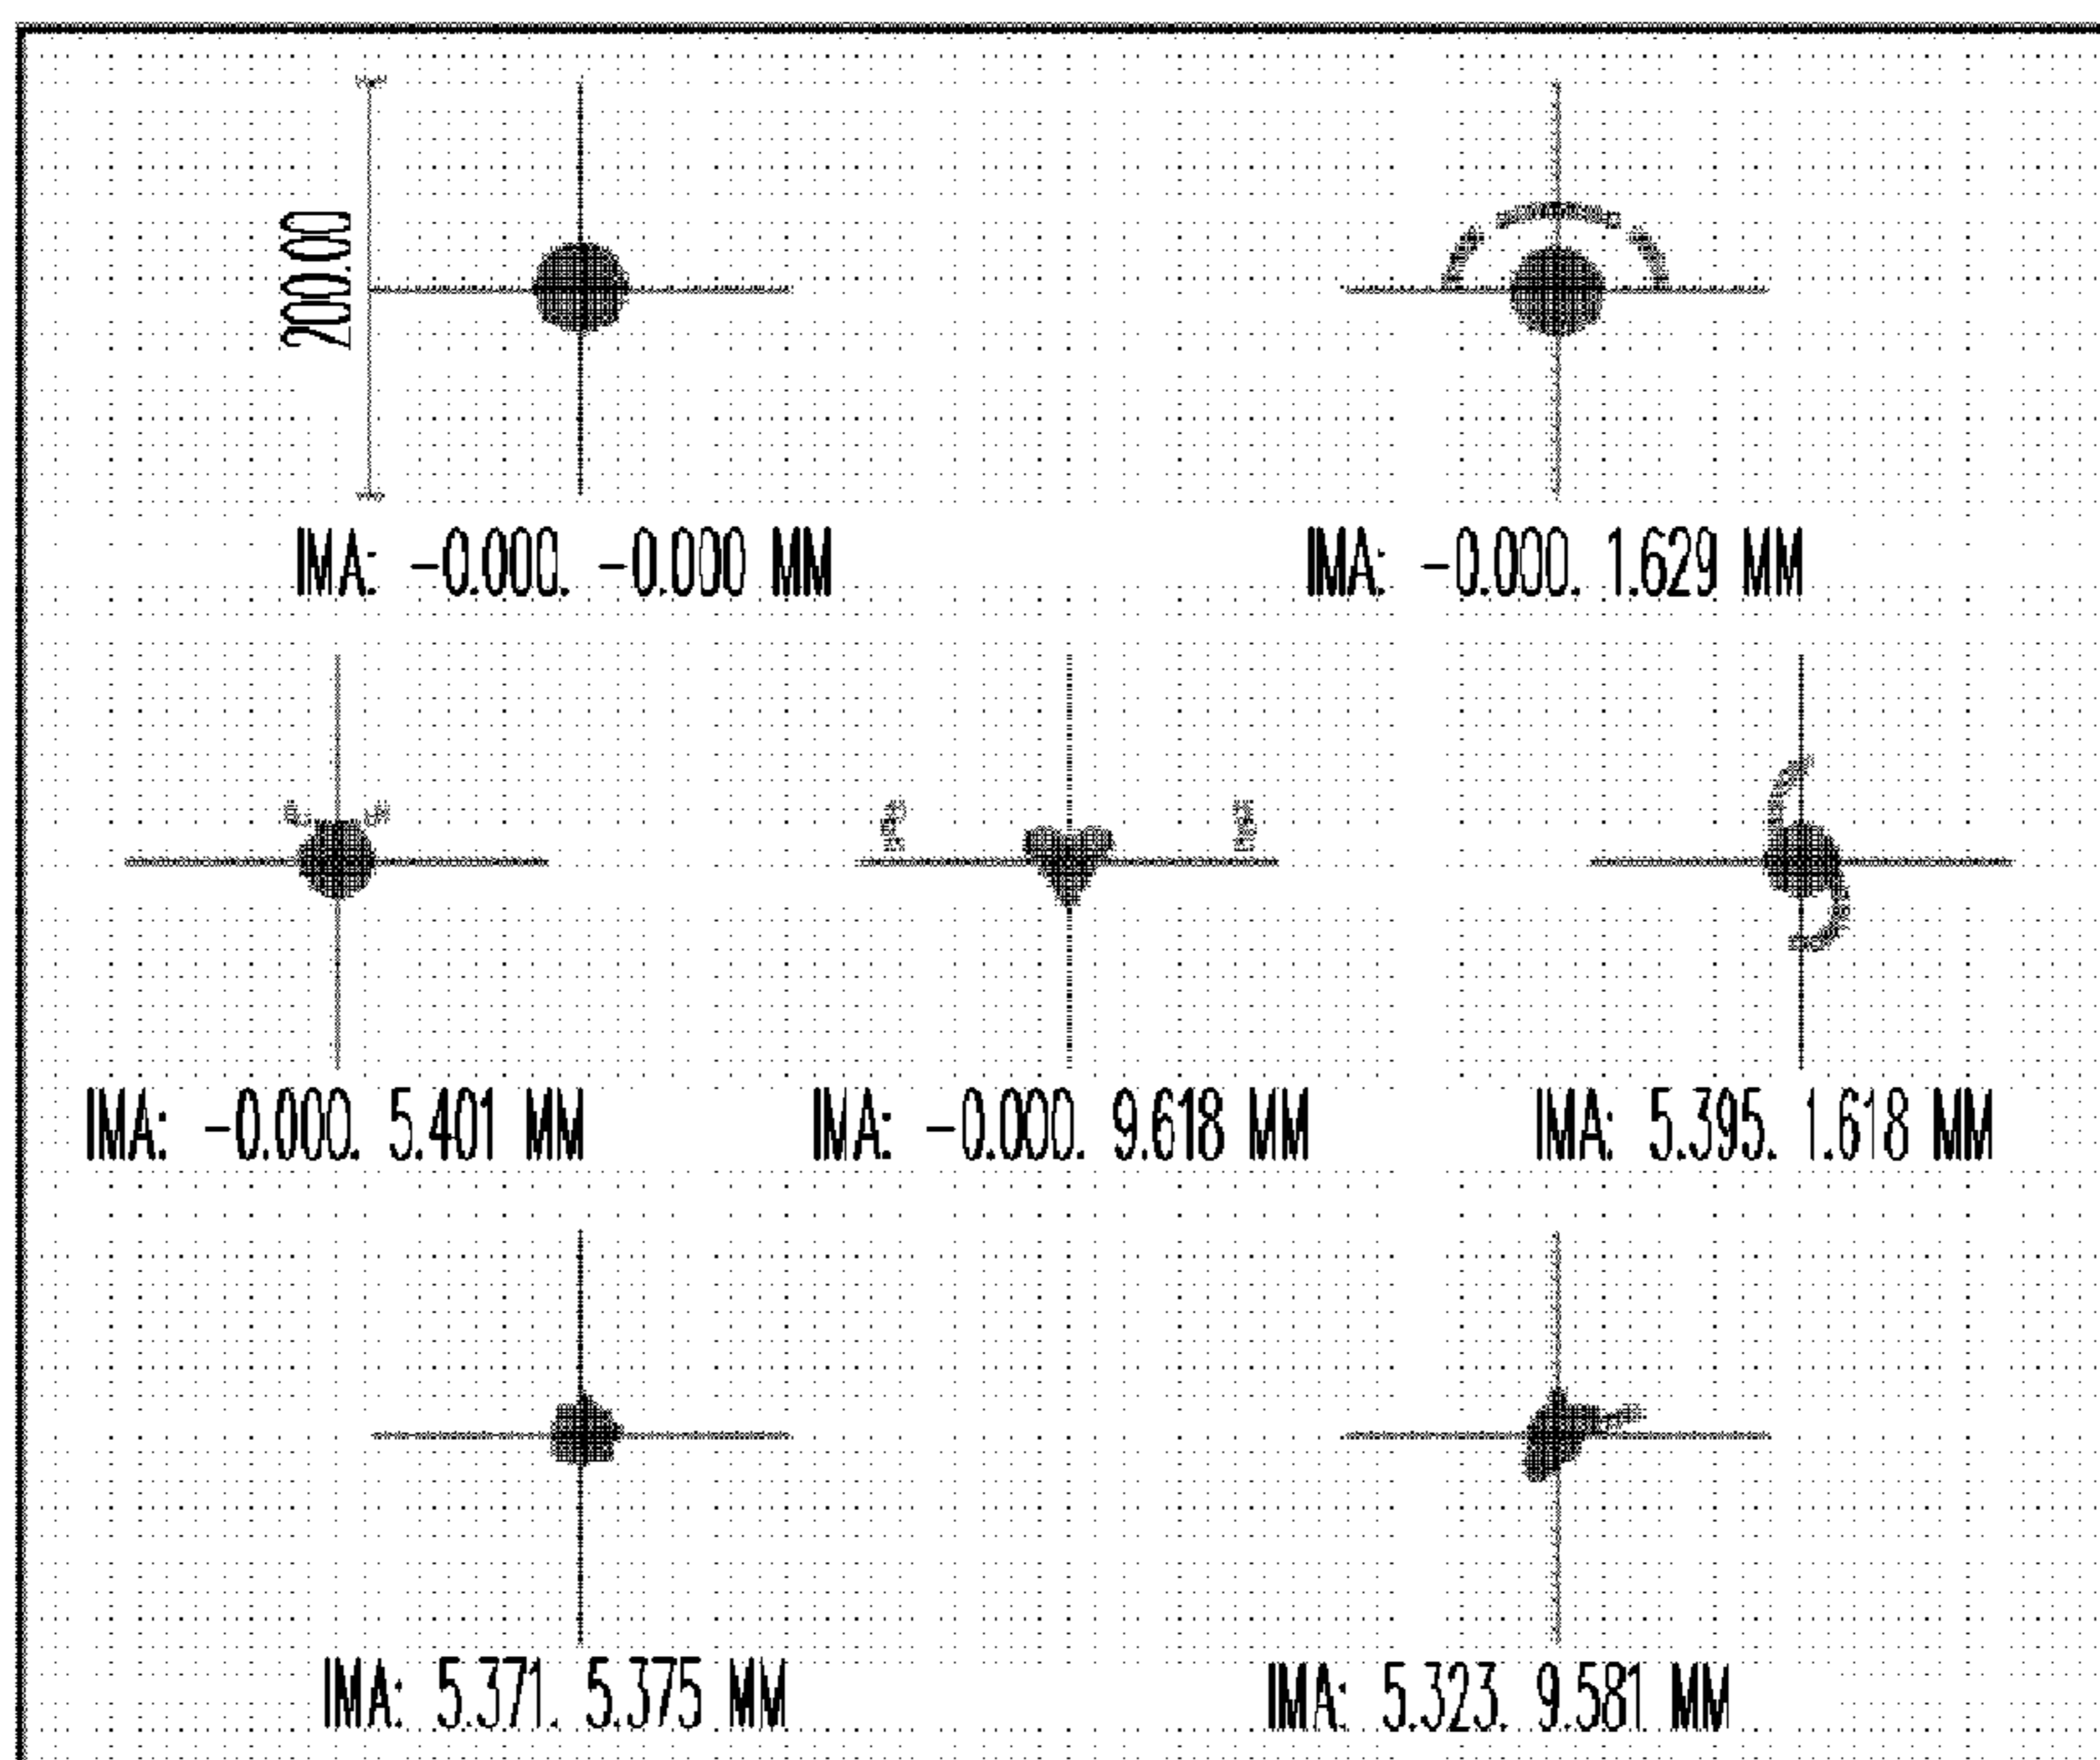 200.00
IMA: -0.000. -0.000 MM
IMA: -0.000. 1.629 MM
IMA: -0.000. 5.401 MM
IMA: -0.000. 9.618 MM
IMA: 5.395. 1.618 MM
IMA: 5.371. 5.375 MM
IMA: 5.323. 9.581 MM